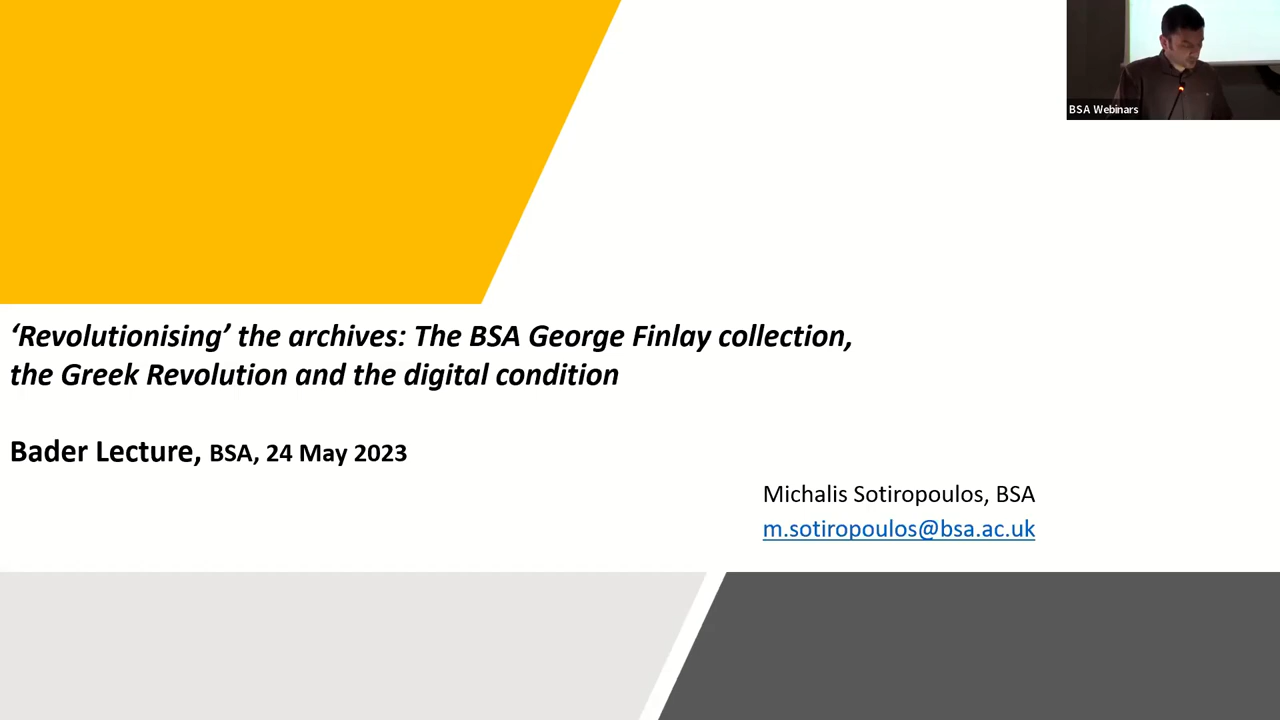 BSA Webinars
‘Revolutionising’ the archives: The BSA George Finlay collection,
the Greek Revolution and the digital condition
Bader Lecture, BSA, 24 May 2023
Michalis Sotiropoulos, BSA
m.sotiropoulos@bsa.ac.uk